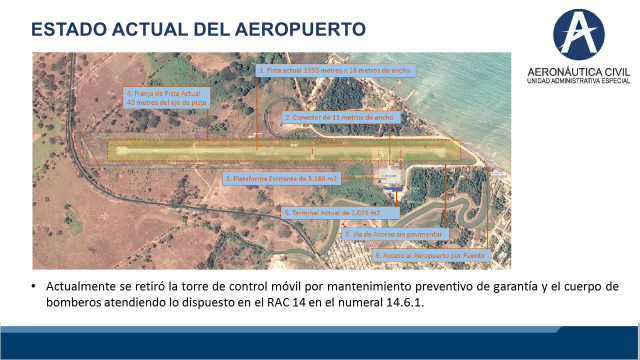 ESTADO ACTUAL DEL AEROPUERTO
AERONÁUTICA CIVIL
UNIDAD ADMINISTRATIVA ESPECIAL
1. Pista actual 1550 metros x 16 metros de ancho
4. Franja de Pista Actual
40 metros del eje de pista
2. Conector de 11 metros de ancho
3. Plataforma Existente de 5.160 m2
5. Terminal Actual de 1.029 m2
7. Vía de Acceso sin pavimentar
6. Acceso al Aeropuerto por Puente
• Actualmente se retiró la torre de control móvil por mantenimiento preventivo de garantía y el cuerpo de
bomberos atendiendo lo dispuesto en el RAC 14 en el numeral 14.6.1.